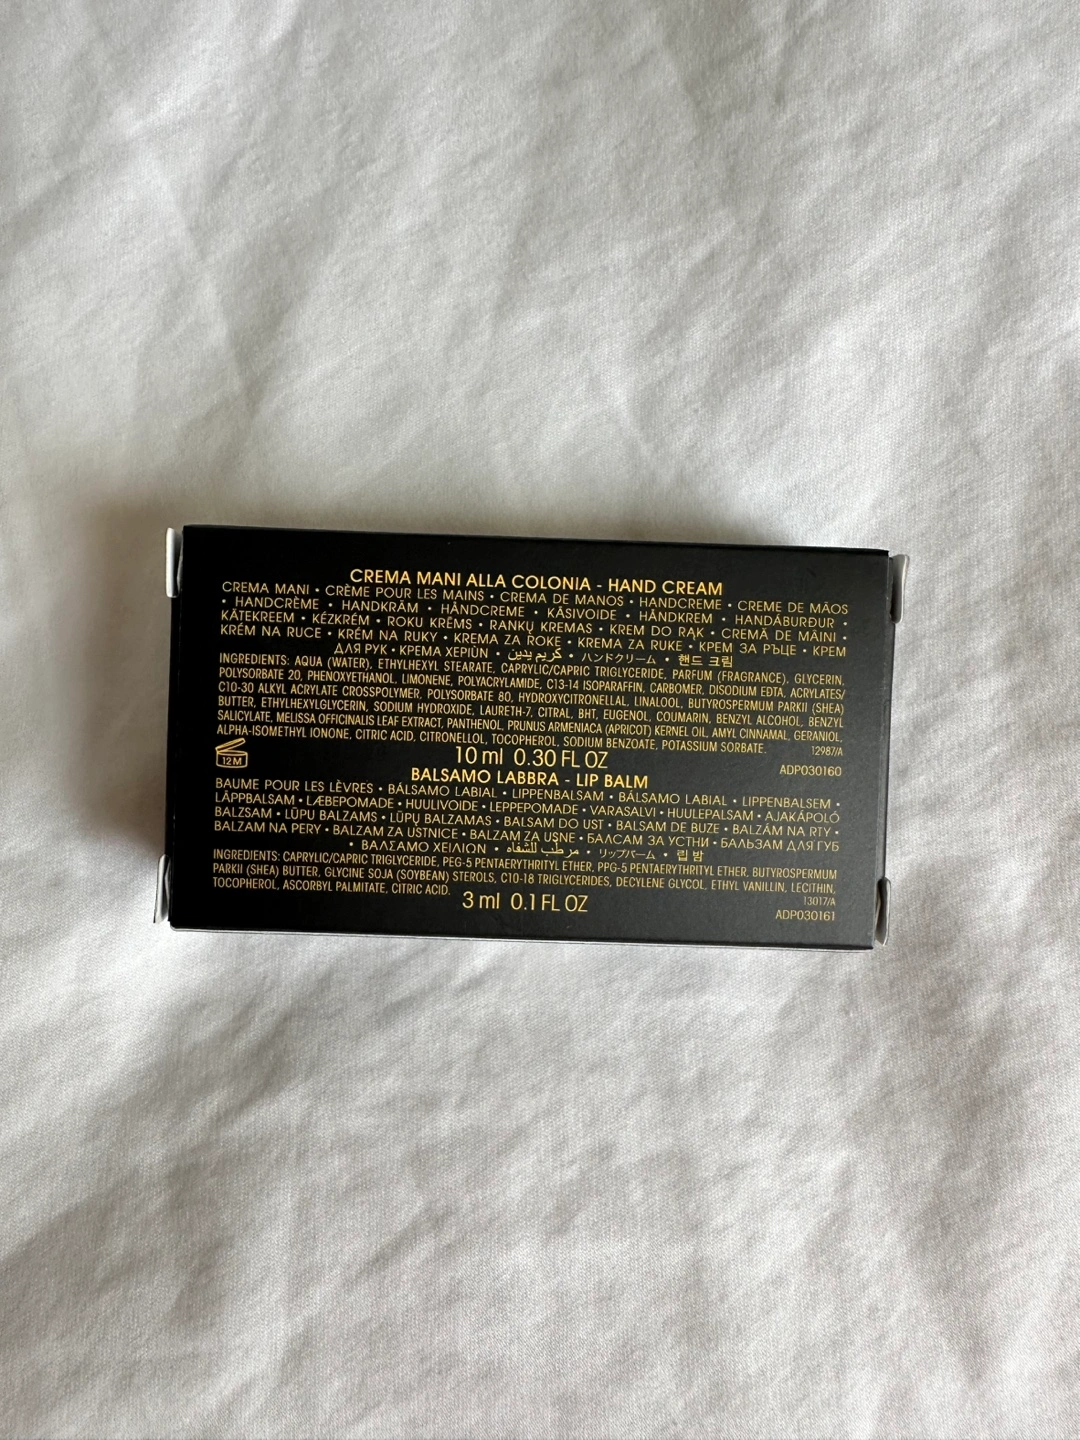 CREMA MANI ALLA COLONIA - HAND CREAM
CREMA MANI • CRÈME POUR LES MAINS • CREMA DE MANOS • HANDCREME • CREME DE MÃOS
• HANDCRÈME • HANDKRÄM • HÅNDCREME • KÄSIVOIDE • HÅNDKREM • HANDÁBURÐUR •
KÄTEKREEM • KÉZKRÉM • ROKU KRĒMS • RANKŲ KREMAS • KREM DO RĄK • CREMĂ DE MÂINI •
KRÉM NA RUCE • KRÉM NA RUKY • KREMA ZA ROKE • KREMA ZA RUKE • КРЕМ ЗА РЪЦЕ • КРЕМ
ДЛЯ РУК • ΚΡΕΜΑ ΧΕΡΙΩΝ • كريم يدين • ハンドクリーム • 핸드 크림
INGREDIENTS: AQUA (WATER), ETHYLHEXYL STEARATE, CAPRYLIC/CAPRIC TRIGLYCERIDE, PARFUM (FRAGRANCE), GLYCERIN,
POLYSORBATE 20, PHENOXYETHANOL, LIMONENE, POLYACRYLAMIDE, C13-14 ISOPARAFFIN, CARBOMER, DISODIUM EDTA, ACRYLATES/
C10-30 ALKYL ACRYLATE CROSSPOLYMER, POLYSORBATE 80, HYDROXYCITRONELLAL, LINALOOL, BUTYROSPERMUM PARKII (SHEA)
BUTTER, ETHYLHEXYLGLYCERIN, SODIUM HYDROXIDE, LAURETH-7, CITRAL, BHT, EUGENOL, COUMARIN, BENZYL ALCOHOL, BENZYL
SALICYLATE, MELISSA OFFICINALIS LEAF EXTRACT, PANTHENOL, PRUNUS ARMENIACA (APRICOT) KERNEL OIL, AMYL CINNAMAL, GERANIOL,
ALPHA-ISOMETHYL IONONE, CITRIC ACID, CITRONELLOL, TOCOPHEROL, SODIUM BENZOATE, POTASSIUM SORBATE. 12987/A
12M 10 ml 0.30 FL OZ ADP030160
BALSAMO LABBRA - LIP BALM
BAUME POUR LES LÈVRES • BÁLSAMO LABIAL • LIPPENBALSAM • BÁLSAMO LABIAL • LIPPENBALSEM •
LÄPPBALSAM • LÆBEPOMADE • HUULIVOIDE • LEPPEPOMADE • VARASALVI • HUULEPALSAM • AJAKÁPOLÓ
BALZSAM • LŪPU BALZAMS • LŪPŲ BALZAMAS • BALSAM DO UST • BALSAM DE BUZE • BALZÁM NA RTY •
BALZAM NA PERY • BALZAM ZA USTNICE • BALZAM ZA USNE • БАЛСАМ ЗА УСТНИ • БАЛЬЗАМ ДЛЯ ГУБ
• ΒΑΛΣΑΜΟ ΧΕΙΛΙΩΝ • مرطب للشفاه • リップバーム • 립 밤
INGREDIENTS: CAPRYLIC/CAPRIC TRIGLYCERIDE, PEG-5 PENTAERYTHRITYL ETHER, PPG-5 PENTAERYTHRITYL ETHER, BUTYROSPERMUM
PARKII (SHEA) BUTTER, GLYCINE SOJA (SOYBEAN) STEROLS, C10-18 TRIGLYCERIDES, DECYLENE GLYCOL, ETHYL VANILLIN, LECITHIN,
TOCOPHEROL, ASCORBYL PALMITATE, CITRIC ACID. 13017/A
3 ml 0.1 FL OZ ADP030161